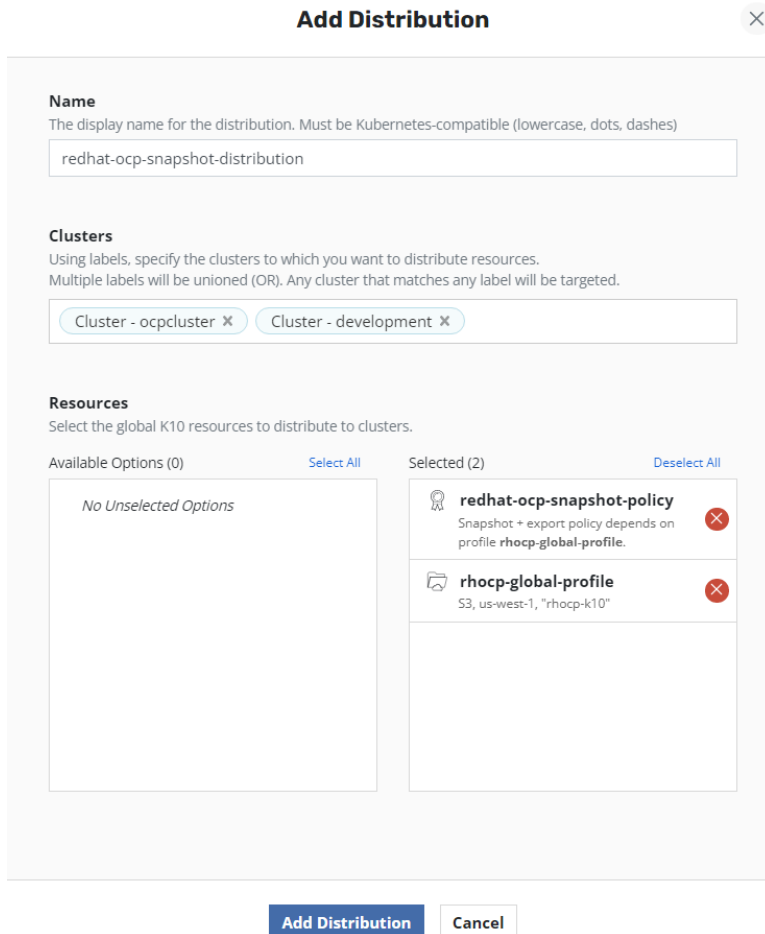 Add Distribution
Name
The display name for the distribution. Must be Kubernetes-compatible (lowercase, dots, dashes)
redhat-ocp-snapshot-distribution
Clusters
Using labels, specify the clusters to which you want to distribute resources.
Multiple labels will be unioned (OR). Any cluster that matches any label will be targeted.
Cluster - ocpcluster Cluster - development
Resources
Select the global K10 resources to distribute to clusters.
Available Options (0) Select All
No Unselected Options
Selected (2) Deselect All
redhat-ocp-snapshot-policy
Snapshot + export policy depends on
profile rhocp-global-profile.
rhocp-global-profile
S3, us-west-1, "rhocp-k10"
Add Distribution Cancel